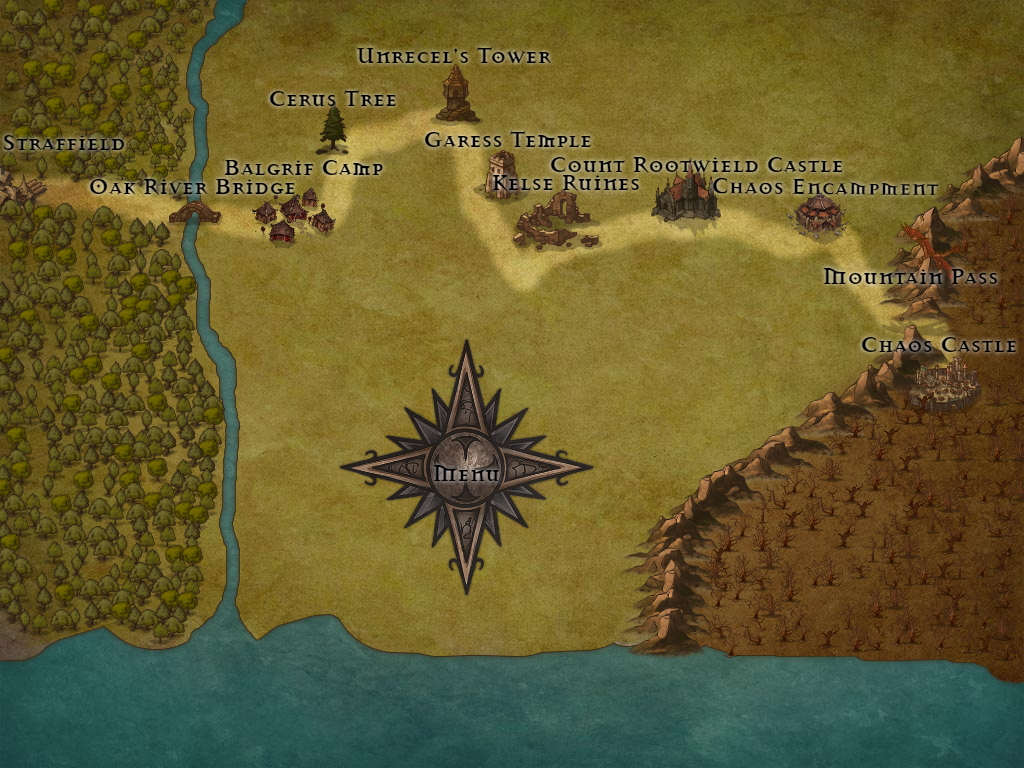 Unrecel's Tower
Cerus Tree
Straffield
Garess Temple
Balgrif Camp
Count Rootwield Castle
Oak River Bridge
Kelse Ruines
Chaos Encampment
Mountain Pass
Chaos Castle
Menu